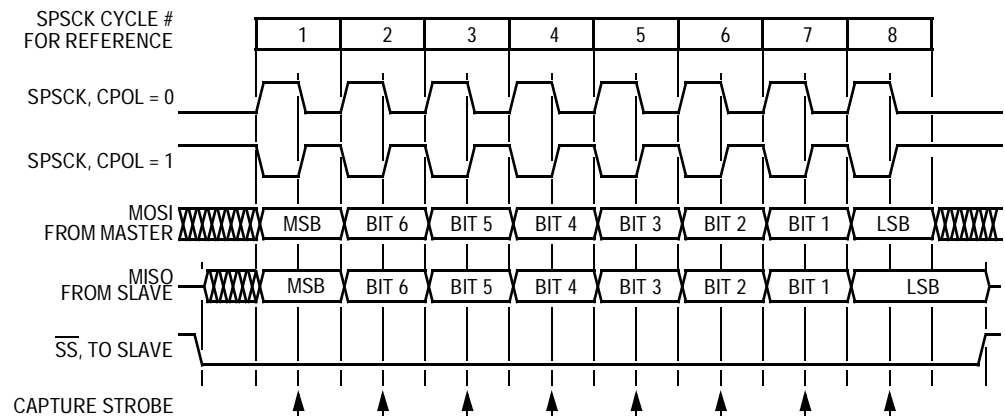 SPSCK CYCLE #
FOR REFERENCE
1 2 3 4 5 6 7 8
SPSCK, CPOL = 0
SPSCK, CPOL = 1
MOSI
FROM MASTER
MSB BIT 6 BIT 5 BIT 4 BIT 3 BIT 2 BIT 1 LSB
MISO
FROM SLAVE
MSB BIT 6 BIT 5 BIT 4 BIT 3 BIT 2 BIT 1 LSB
SS, TO SLAVE
CAPTURE STROBE